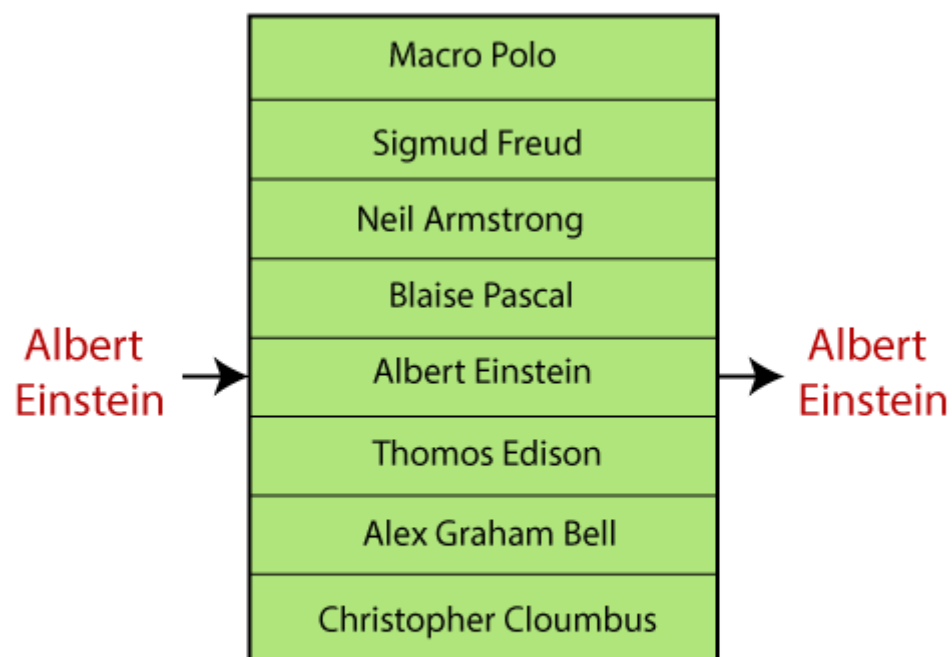 Macro Polo
Sigmud Freud
Neil Armstrong
Blaise Pascal
Albert
Einstein
Albert Einstein
Albert
Einstein
Thomos Edison
Alex Graham Bell
Christopher Cloumbus